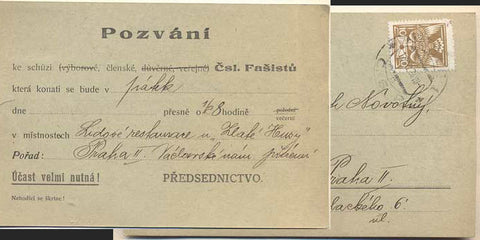 Pozvání
ke schůzi (výborové, členské, důvěrné, veřejné) Čsl. Fašistů
která konati se bude v pátek
dne přesně o 1/2 8 hodině večerní
v místnostech Lidové restaurace u "Zlaté Husy"
Pořad: Praha II. Václavské nám přízemí
Účast velmi nutná! PŘEDSEDNICTVO.
Nehodící se škrtne!
Novotný,
Praha II.
lackého 6
ul.